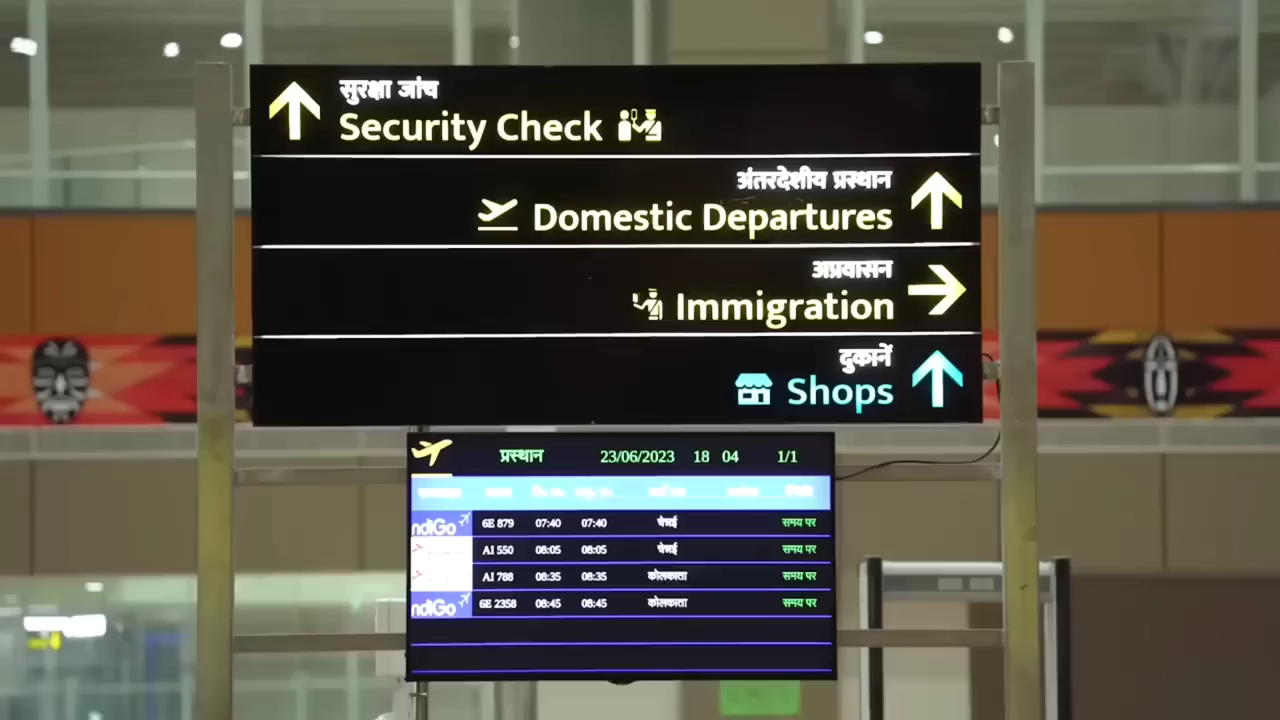 सुरक्षा जांच
Security Check
अंतरदेशीय प्रस्थान
Domestic Departures
अप्रवासन
Immigration
दुकानें
Shops
प्रस्थान 23/06/2023 18 04 1/1
ndiGo 6E 879 07:40 07:40 चेन्नई समय पर
AI 550 08:05 08:05 चेन्नई समय पर
AI 788 08:35 08:35 कोलकाता समय पर
ndiGo 6E 2358 08:45 08:45 कोलकाता समय पर